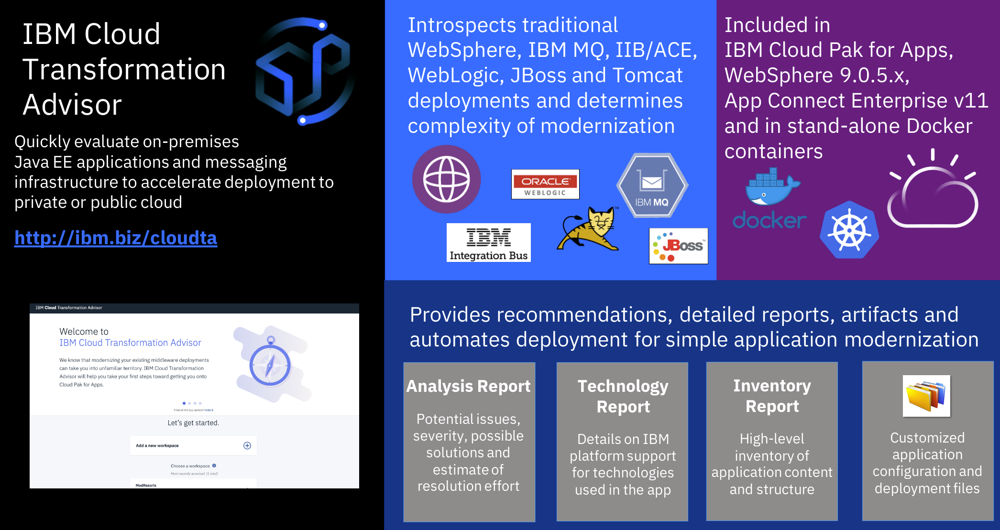 IBM Cloud
Transformation
Advisor
Quickly evaluate on-premises
Java EE applications and messaging
infrastructure to accelerate deployment to
private or public cloud
http://ibm.biz/cloudta
IBM Cloud Transformation Advisor
Welcome to
IBM Cloud Transformation Advisor
We know that modernizing your existing middleware deployments
can take you into unfamiliar territory. IBM Cloud Transformation
Advisor will help you take your first steps toward getting you onto
Cloud Pak for Apps.
Tired of this top section? Hide it
Let's get started.
Add a new workspace
Choose a workspace.
Most recently accessed. (1 total)
ModResorts
Introspects traditional
WebSphere, IBM MQ, IIB/ACE,
WebLogic, JBoss and Tomcat
deployments and determines
complexity of modernization
ORACLE
WEBLOGIC
IBM MQ
TM
IBM
Integration Bus
JBoss
Included in
IBM Cloud Pak for Apps,
WebSphere 9.0.5.x,
App Connect Enterprise v11
and in stand-alone Docker
containers
docker
Provides recommendations, detailed reports, artifacts and
automates deployment for simple application modernization
Analysis Report
Potential issues,
severity, possible
solutions and
estimate of
resolution effort
Technology
Report
Details on IBM
platform support
for technologies
used in the app
Inventory
Report
High-level
inventory of
application content
and structure
Customized
application
configuration and
deployment files